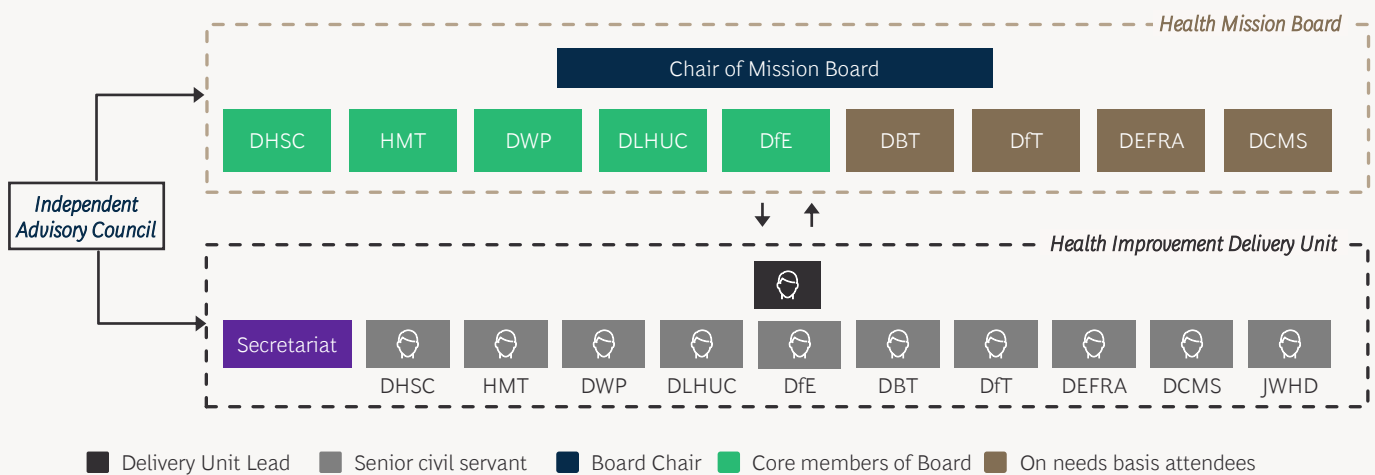 Health Mission Board
Chair of Mission Board
DHSC HMT DWP DLHUC DfE DBT DfT DEFRA DCMS
Independent
Advisory Council
Health Improvement Delivery Unit
Secretariat
DHSC HMT DWP DLHUC DfE DBT DfT DEFRA DCMS JWHD
Delivery Unit Lead Senior civil servant Board Chair Core members of Board On needs basis attendees